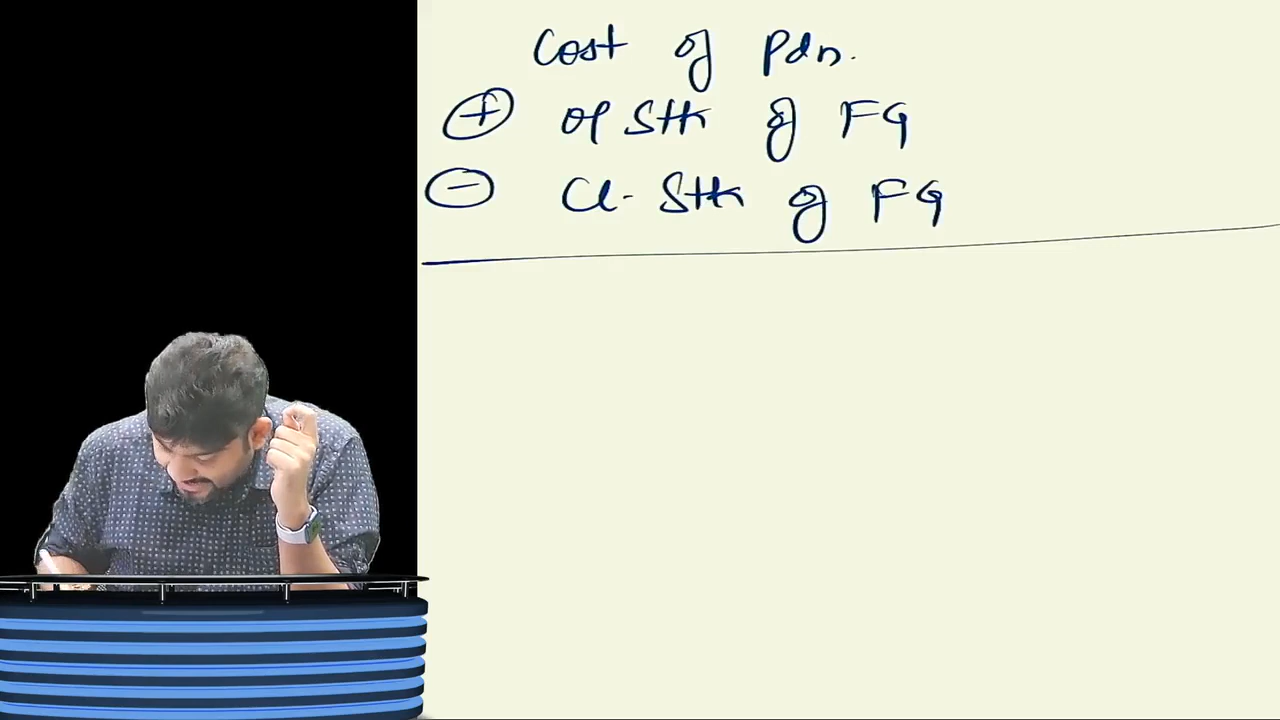 Cost of Pdn.
+ Op Stk of FG
- Cl. Stk of FG